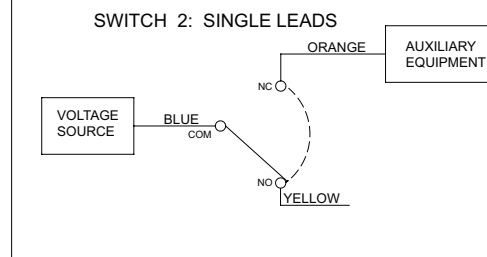 SWITCH 2: SINGLE LEADS
ORANGE
AUXILIARY
EQUIPMENT
NC
VOLTAGE
SOURCE
BLUE
COM
NO
YELLOW